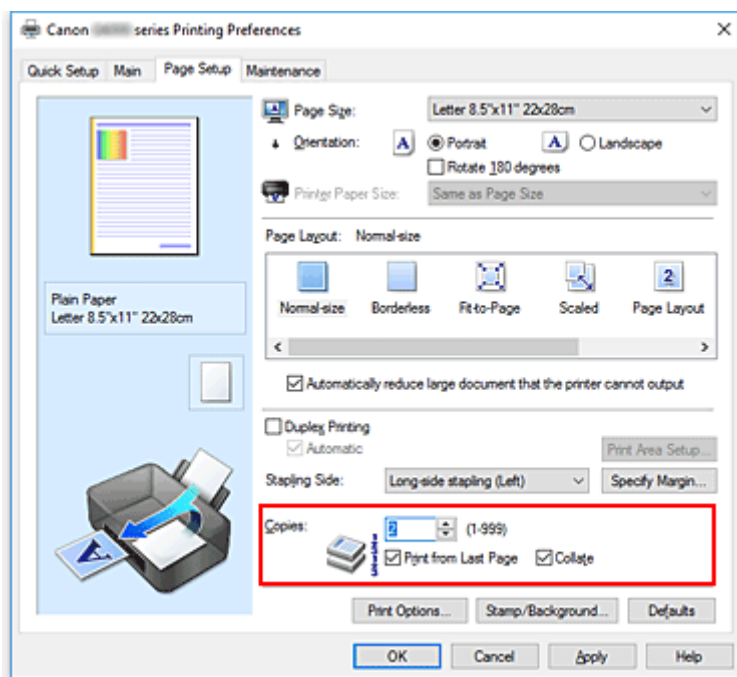 Canon series Printing Preferences
Quick Setup Main Page Setup Maintenance
Page Size: Letter 8.5"x11" 22x28cm
Orientation: A Portrait A Landscape
Rotate 180 degrees
Printer Paper Size: Same as Page Size
Page Layout: Normal-size
2
Normal-size Borderless Fit-to-Page Scaled Page Layout
Plain Paper
Letter 8.5"x11" 22x28cm
Automatically reduce large document that the printer cannot output
Duplex Printing
Automatic Print Area Setup...
Stapling Side: Long-side stapling (Left) Specify Margin...
Copies: 2 (1-999)
Print from Last Page Collate
A
Print Options... Stamp/Background... Defaults
OK Cancel Apply Help